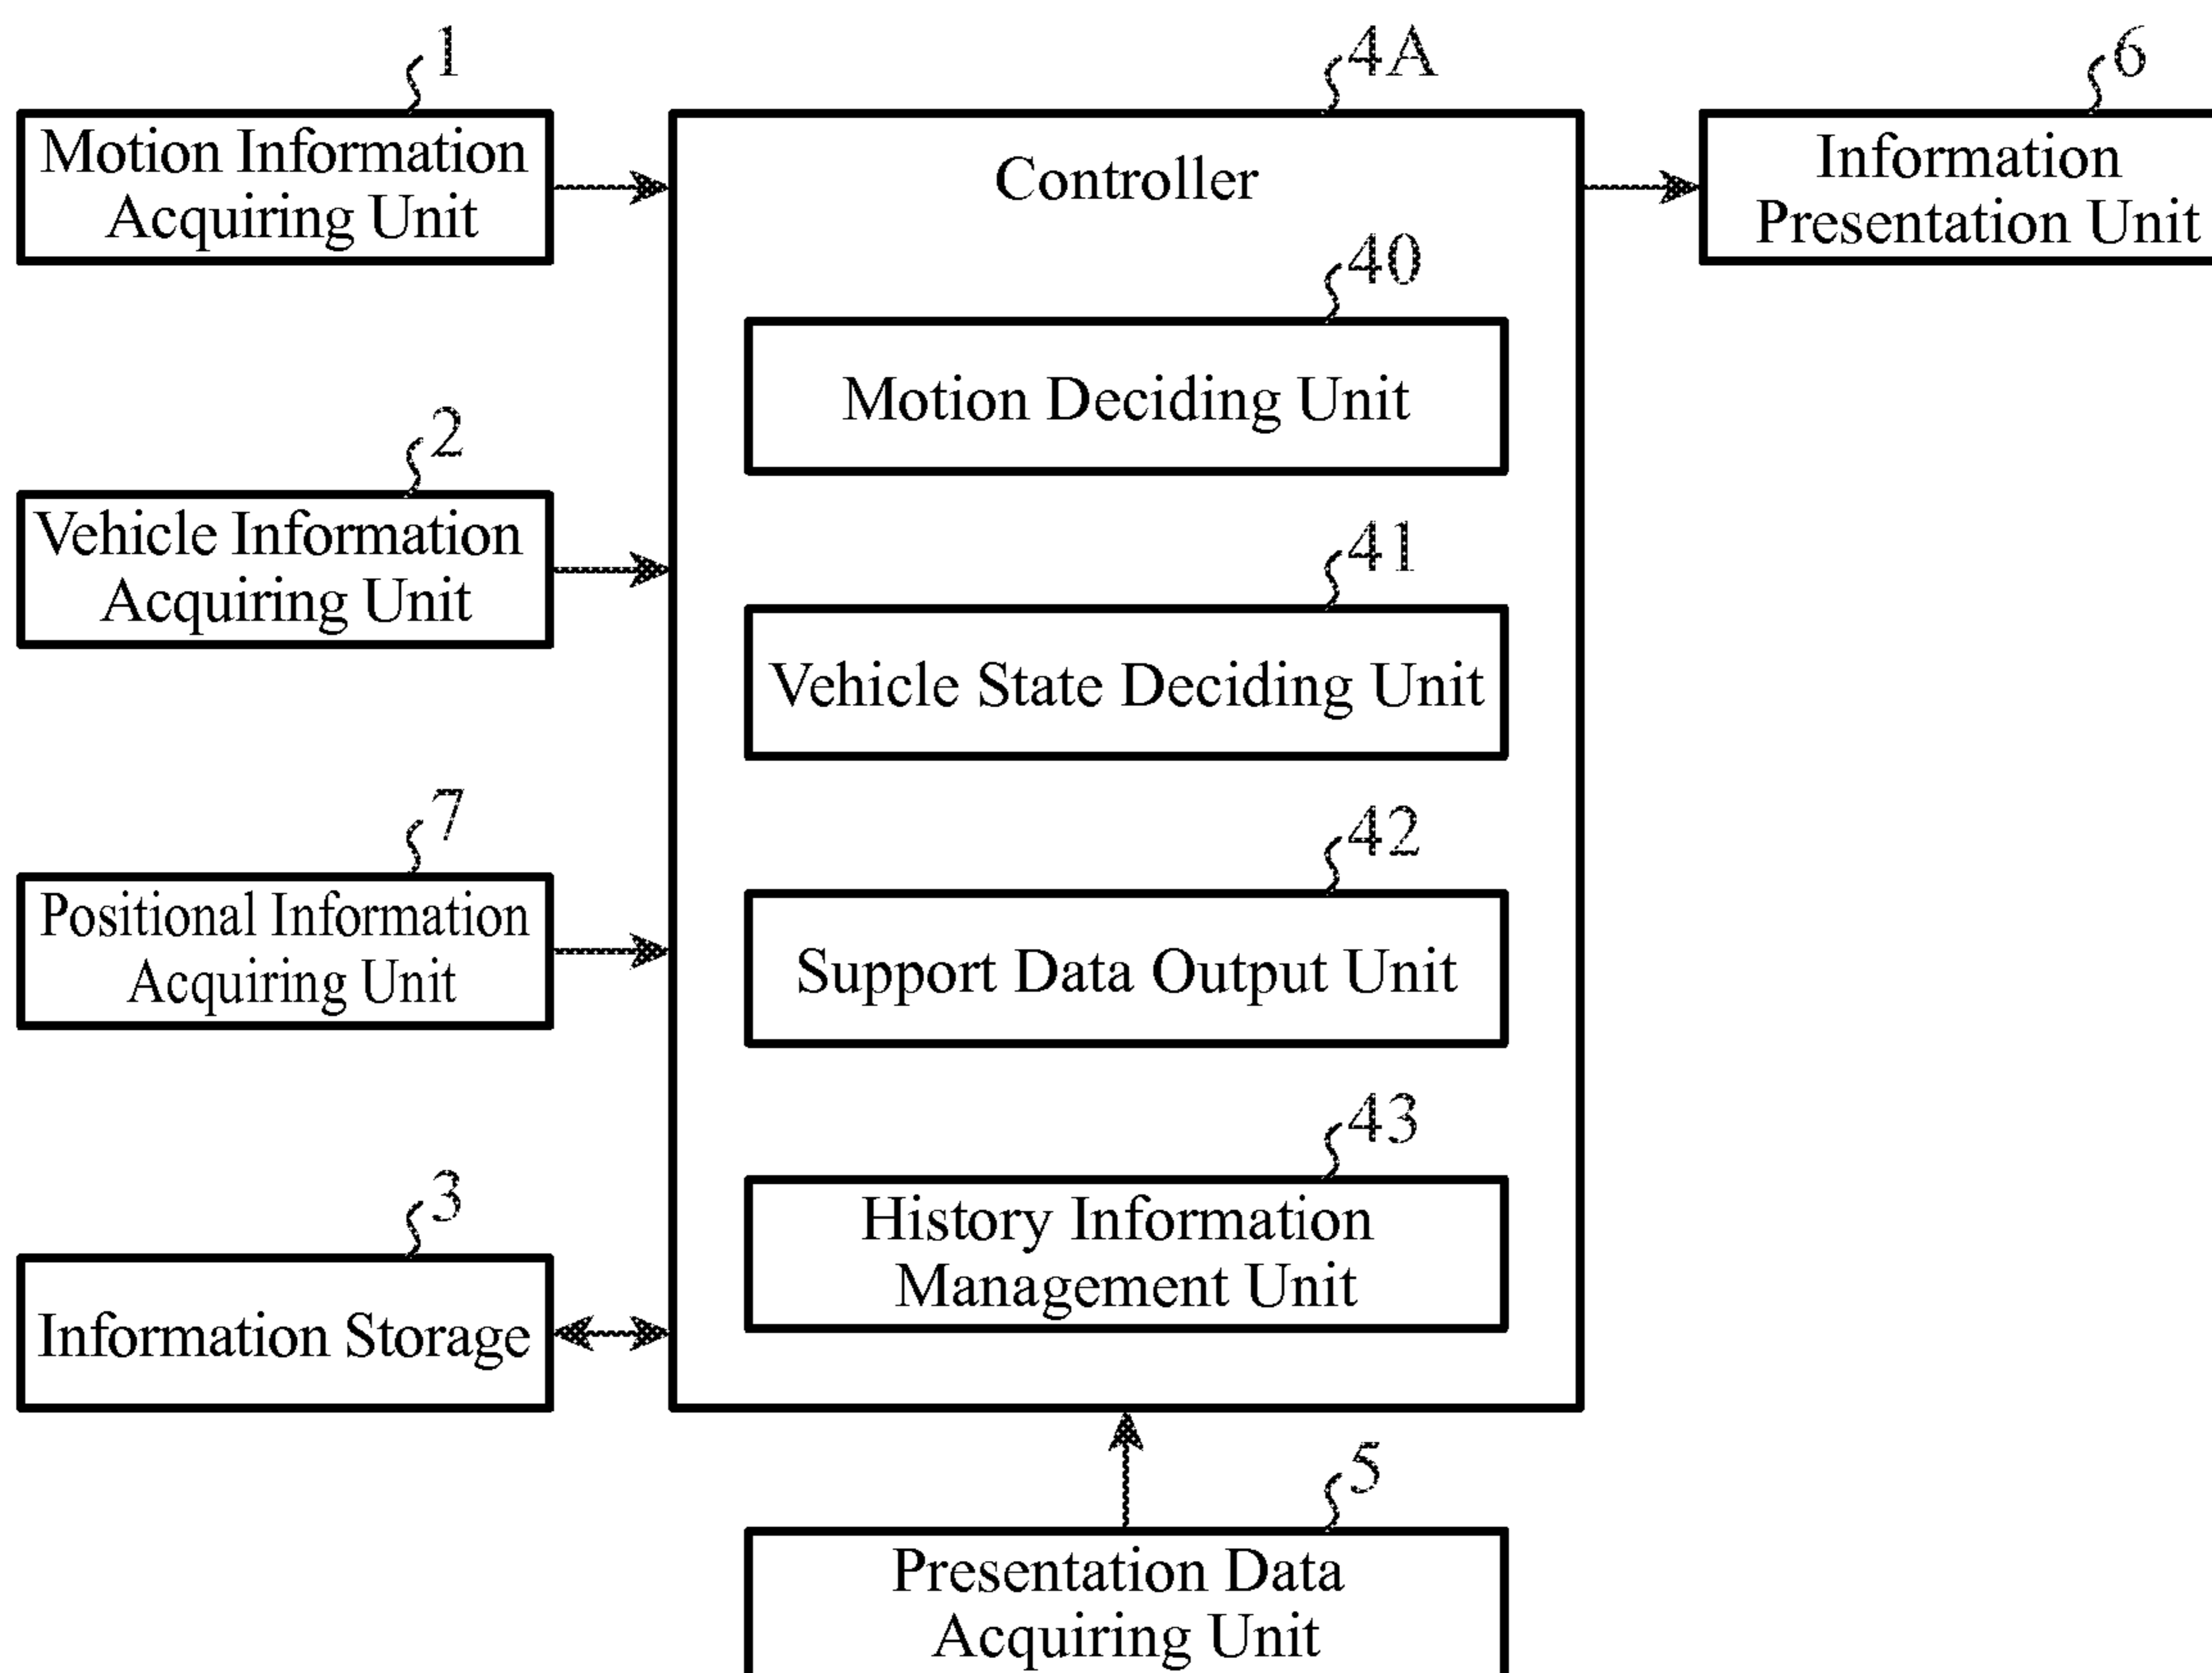 1
Motion Information
Acquiring Unit
2
Vehicle Information
Acquiring Unit
7
Positional Information
Acquiring Unit
3
Information Storage
4A
Controller
40
Motion Deciding Unit
41
Vehicle State Deciding Unit
42
Support Data Output Unit
43
History Information
Management Unit
5
Presentation Data
Acquiring Unit
6
Information
Presentation Unit